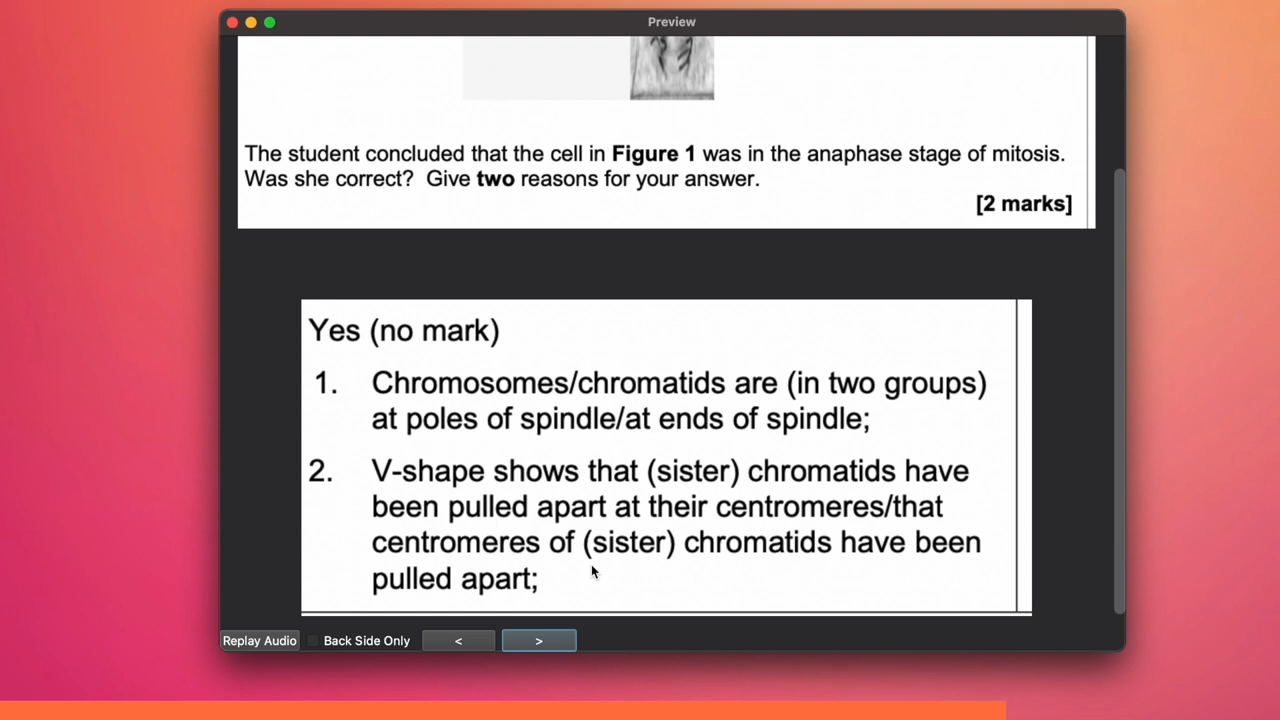 Preview
The student concluded that the cell in Figure 1 was in the anaphase stage of mitosis.
Was she correct?  Give two reasons for your answer.
[2 marks]
Yes (no mark)
1. Chromosomes/chromatids are (in two groups)
at poles of spindle/at ends of spindle;
2. V-shape shows that (sister) chromatids have
been pulled apart at their centromeres/that
centromeres of (sister) chromatids have been
pulled apart;
Replay Audio Back Side Only < >